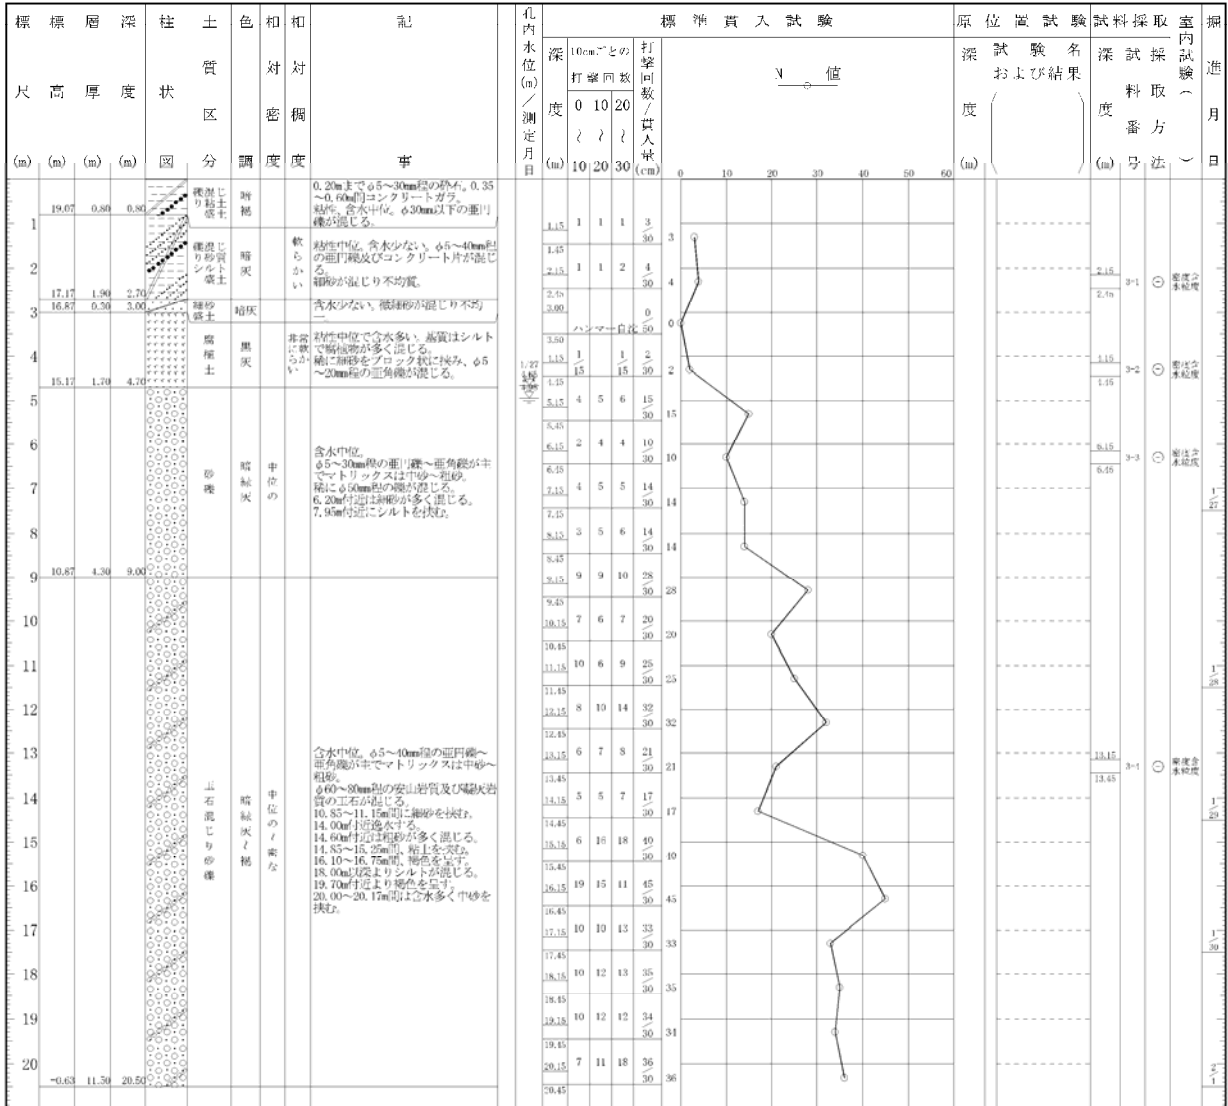 標尺(m)
標高(m)
層厚(m)
深度(m)
柱状図
土質区分
色調
相対密度
相対稠度
記事
孔内水位(m)／測定月日
標準貫入試験
深度(m)
10cmごとの打撃回数
0〜10
10〜20
20〜30
打撃回数／貫入量(cm)
N 値
0 10 20 30 40 50 60
原位置試験
深度(m)
試験名および結果
試料採取
深度(m)
試料番号
採取方法
室内試験()
掘進月日
19.07 0.80 0.80
礫混じり粘土盛土
暗褐
0.20mまでφ5〜30mm程の砕石。0.35
〜0.60m間コンクリートガラ。
粘性、含水中位。φ30mm以下の亜円
礫が混じる。
17.17 1.90 2.70
礫混じり砂質シルト盛土
暗灰
軟らかい
粘性中位、含水少ない。φ5〜40mm程
の亜円礫及びコンクリート片が混じ
る。
細砂が混じり不均質。
16.87 0.30 3.00
細砂盛土
暗灰
含水少ない。微細砂が混じり不均
一。
15.17 1.70 4.70
腐植土
黒灰
非常に軟らかい
粘性中位で含水多い。基質はシルト
で腐植物が多く混じる。
稀に細砂をブロック状に挟み、φ5
〜20mm程の亜角礫が混じる。
10.87 4.30 9.00
砂礫
暗緑灰
中位の
含水中位。
φ5〜30mm程の亜円礫〜亜角礫が主
でマトリックスは中砂〜粗砂。
稀にφ50mm程の礫が混じる。
6.20m付近は細砂が多く混じる。
7.95m付近にシルトを挟む。
-0.63 11.50 20.50
玉石混じり砂礫
暗緑灰〜褐
中位の〜密な
含水中位。φ5〜40mm程の亜円礫〜
亜角礫が主でマトリックスは中砂〜
粗砂。
φ60〜80mm程の安山岩質及び凝灰岩
質の玉石が混じる。
10.85〜11.15m間に細砂を挟む。
14.00m付近逸水する。
14.60m付近は粗砂が多く混じる。
14.85〜15.25m間、粘土を挟む。
16.10〜16.75m間、褐色を呈す。
18.00m以深よりシルトが混じる。
19.70m付近より褐色を呈す。
20.00〜20.17m間は含水多く中砂を
挟む。
1
2
3
4
5
6
7
8
9
10
11
12
13
14
15
16
17
18
19
20
1/27
1.15 1 1 1 3/30 3
1.45
2.15 1 1 2 4/30 4
2.45
3.00 ハンマー自沈 0/50 0
3.50
4.15 1/15 1/15 2/30 2
4.45
5.15 4 5 6 15/30 15
5.45
6.15 2 4 4 10/30 10
6.45
7.15 4 5 5 14/30 14
7.45
8.15 3 5 6 14/30 14
8.45
9.15 9 9 10 28/30 28
9.45
10.15 7 6 7 20/30 20
10.45
11.15 10 6 9 25/30 25
11.45
12.15 8 10 14 32/30 32
12.45
13.15 6 7 8 21/30 21
13.45
14.15 5 5 7 17/30 17
14.45
15.15 6 16 18 40/30 40
15.45
16.15 19 15 11 45/30 45
16.45
17.15 10 10 13 33/30 33
17.45
18.15 10 12 13 35/30 35
18.45
19.15 10 12 12 34/30 34
19.45
20.15 7 11 18 36/30 36
20.45
2.15 2.45 3-1 密度含水粒度
4.15 4.45 3-2 密度含水粒度
6.15 6.45 3-3 密度含水粒度
13.15 13.45 3-4 密度含水粒度
1/27
1/28
1/29
1/30
2/1